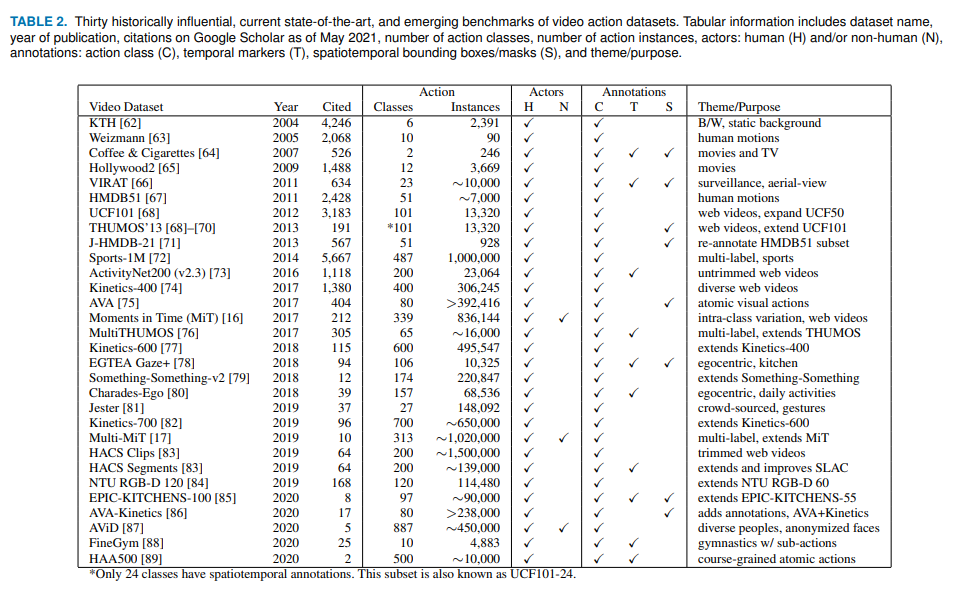 TABLE 2. Thirty historically influential, current state-of-the-art, and emerging benchmarks of video action datasets. Tabular information includes dataset name,
year of publication, citations on Google Scholar as of May 2021, number of action classes, number of action instances, actors: human (H) and/or non-human (N),
annotations: action class (C), temporal markers (T), spatiotemporal bounding boxes/masks (S), and theme/purpose.
Action Actors Annotations
Video Dataset Year Cited Classes Instances H N C T S Theme/Purpose
KTH [62] 2004 4,246 6 2,391 ✓ ✓ B/W, static background
Weizmann [63] 2005 2,068 10 90 ✓ ✓ human motions
Coffee & Cigarettes [64] 2007 526 2 246 ✓ ✓ ✓ ✓ movies and TV
Hollywood2 [65] 2009 1,488 12 3,669 ✓ ✓ movies
VIRAT [66] 2011 634 23 ~10,000 ✓ ✓ ✓ ✓ surveillance, aerial-view
HMDB51 [67] 2011 2,428 51 ~7,000 ✓ ✓ human motions
UCF101 [68] 2012 3,183 101 13,320 ✓ ✓ web videos, expand UCF50
THUMOS'13 [68]–[70] 2013 191 *101 13,320 ✓ ✓ ✓ web videos, extend UCF101
J-HMDB-21 [71] 2013 567 51 928 ✓ ✓ ✓ re-annotate HMDB51 subset
Sports-1M [72] 2014 5,667 487 1,000,000 ✓ ✓ multi-label, sports
ActivityNet200 (v2.3) [73] 2016 1,118 200 23,064 ✓ ✓ ✓ untrimmed web videos
Kinetics-400 [74] 2017 1,380 400 306,245 ✓ ✓ diverse web videos
AVA [75] 2017 404 80 >392,416 ✓ ✓ ✓ atomic visual actions
Moments in Time (MiT) [16] 2017 212 339 836,144 ✓ ✓ ✓ intra-class variation, web videos
MultiTHUMOS [76] 2017 305 65 ~16,000 ✓ ✓ ✓ multi-label, extends THUMOS
Kinetics-600 [77] 2018 115 600 495,547 ✓ ✓ extends Kinetics-400
EGTEA Gaze+ [78] 2018 94 106 10,325 ✓ ✓ ✓ ✓ egocentric, kitchen
Something-Something-v2 [79] 2018 12 174 220,847 ✓ ✓ extends Something-Something
Charades-Ego [80] 2018 39 157 68,536 ✓ ✓ ✓ egocentric, daily activities
Jester [81] 2019 37 27 148,092 ✓ ✓ crowd-sourced, gestures
Kinetics-700 [82] 2019 96 700 ~650,000 ✓ ✓ extends Kinetics-600
Multi-MiT [17] 2019 10 313 ~1,020,000 ✓ ✓ ✓ multi-label, extends MiT
HACS Clips [83] 2019 64 200 ~1,500,000 ✓ ✓ trimmed web videos
HACS Segments [83] 2019 64 200 ~139,000 ✓ ✓ ✓ extends and improves SLAC
NTU RGB-D 120 [84] 2019 168 120 114,480 ✓ ✓ extends NTU RGB-D 60
EPIC-KITCHENS-100 [85] 2020 8 97 ~90,000 ✓ ✓ ✓ ✓ extends EPIC-KITCHENS-55
AVA-Kinetics [86] 2020 17 80 >238,000 ✓ ✓ ✓ adds annotations, AVA+Kinetics
AViD [87] 2020 5 887 ~450,000 ✓ ✓ ✓ diverse peoples, anonymized faces
FineGym [88] 2020 25 10 4,883 ✓ ✓ ✓ gymnastics w/ sub-actions
HAA500 [89] 2020 2 500 ~10,000 ✓ ✓ ✓ course-grained atomic actions
*Only 24 classes have spatiotemporal annotations. This subset is also known as UCF101-24.